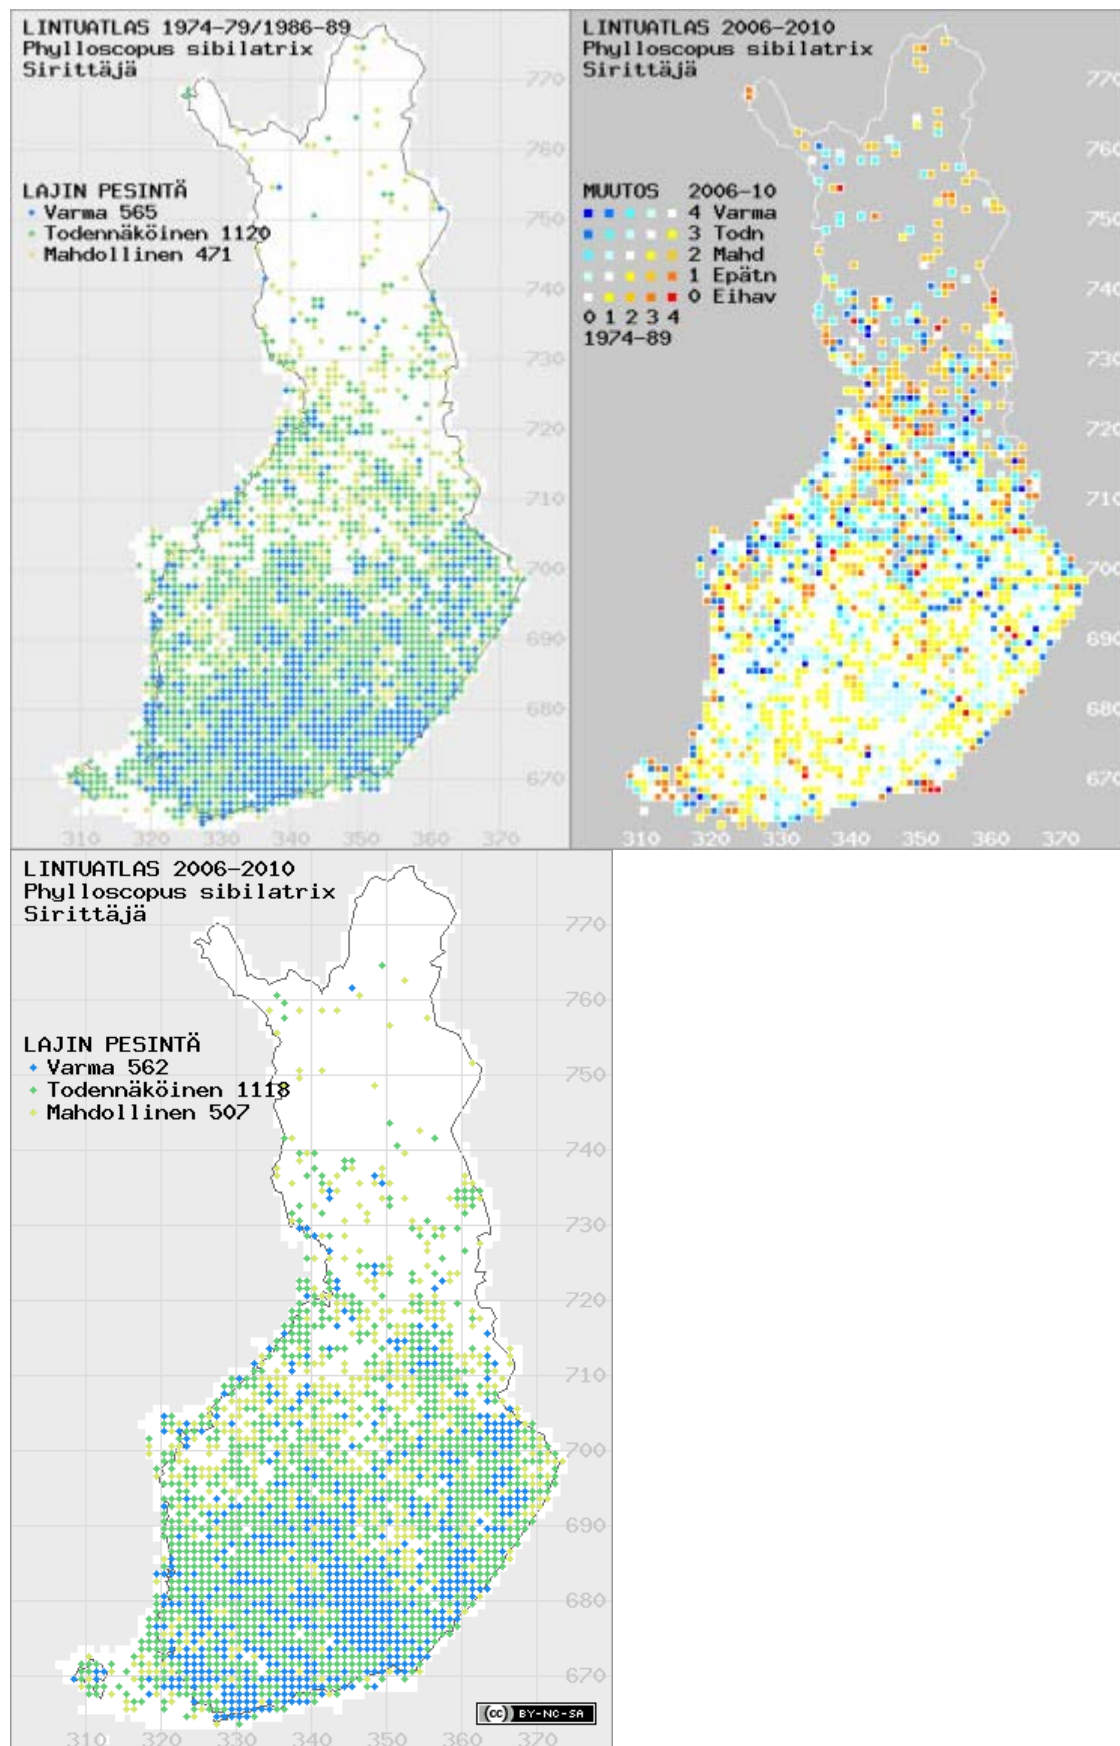 LINTUATLAS 1974-79/1986-89
Phylloscopus sibilatrix
Sirittäjä
LAJIN PESINTÄ
Varma 565
Todennäköinen 1120
Mahdollinen 471
770
760
750
740
730
720
710
700
690
680
670
310 320 330 340 350 360 370
LINTUATLAS 2006-2010
Phylloscopus sibilatrix
Sirittäjä
MUUTOS 2006-10
4 Varma
3 Todn
2 Mahd
1 Epätn
0 Eihav
0 1 2 3 4
1974-89
770
760
750
740
730
720
710
700
690
680
670
310 320 330 340 350 360 370
LINTUATLAS 2006-2010
Phylloscopus sibilatrix
Sirittäjä
LAJIN PESINTÄ
Varma 562
Todennäköinen 1118
Mahdollinen 507
770
760
750
740
730
720
710
700
690
680
670
310 320 330 340 350 360 370
(cc) BY-NC-SA